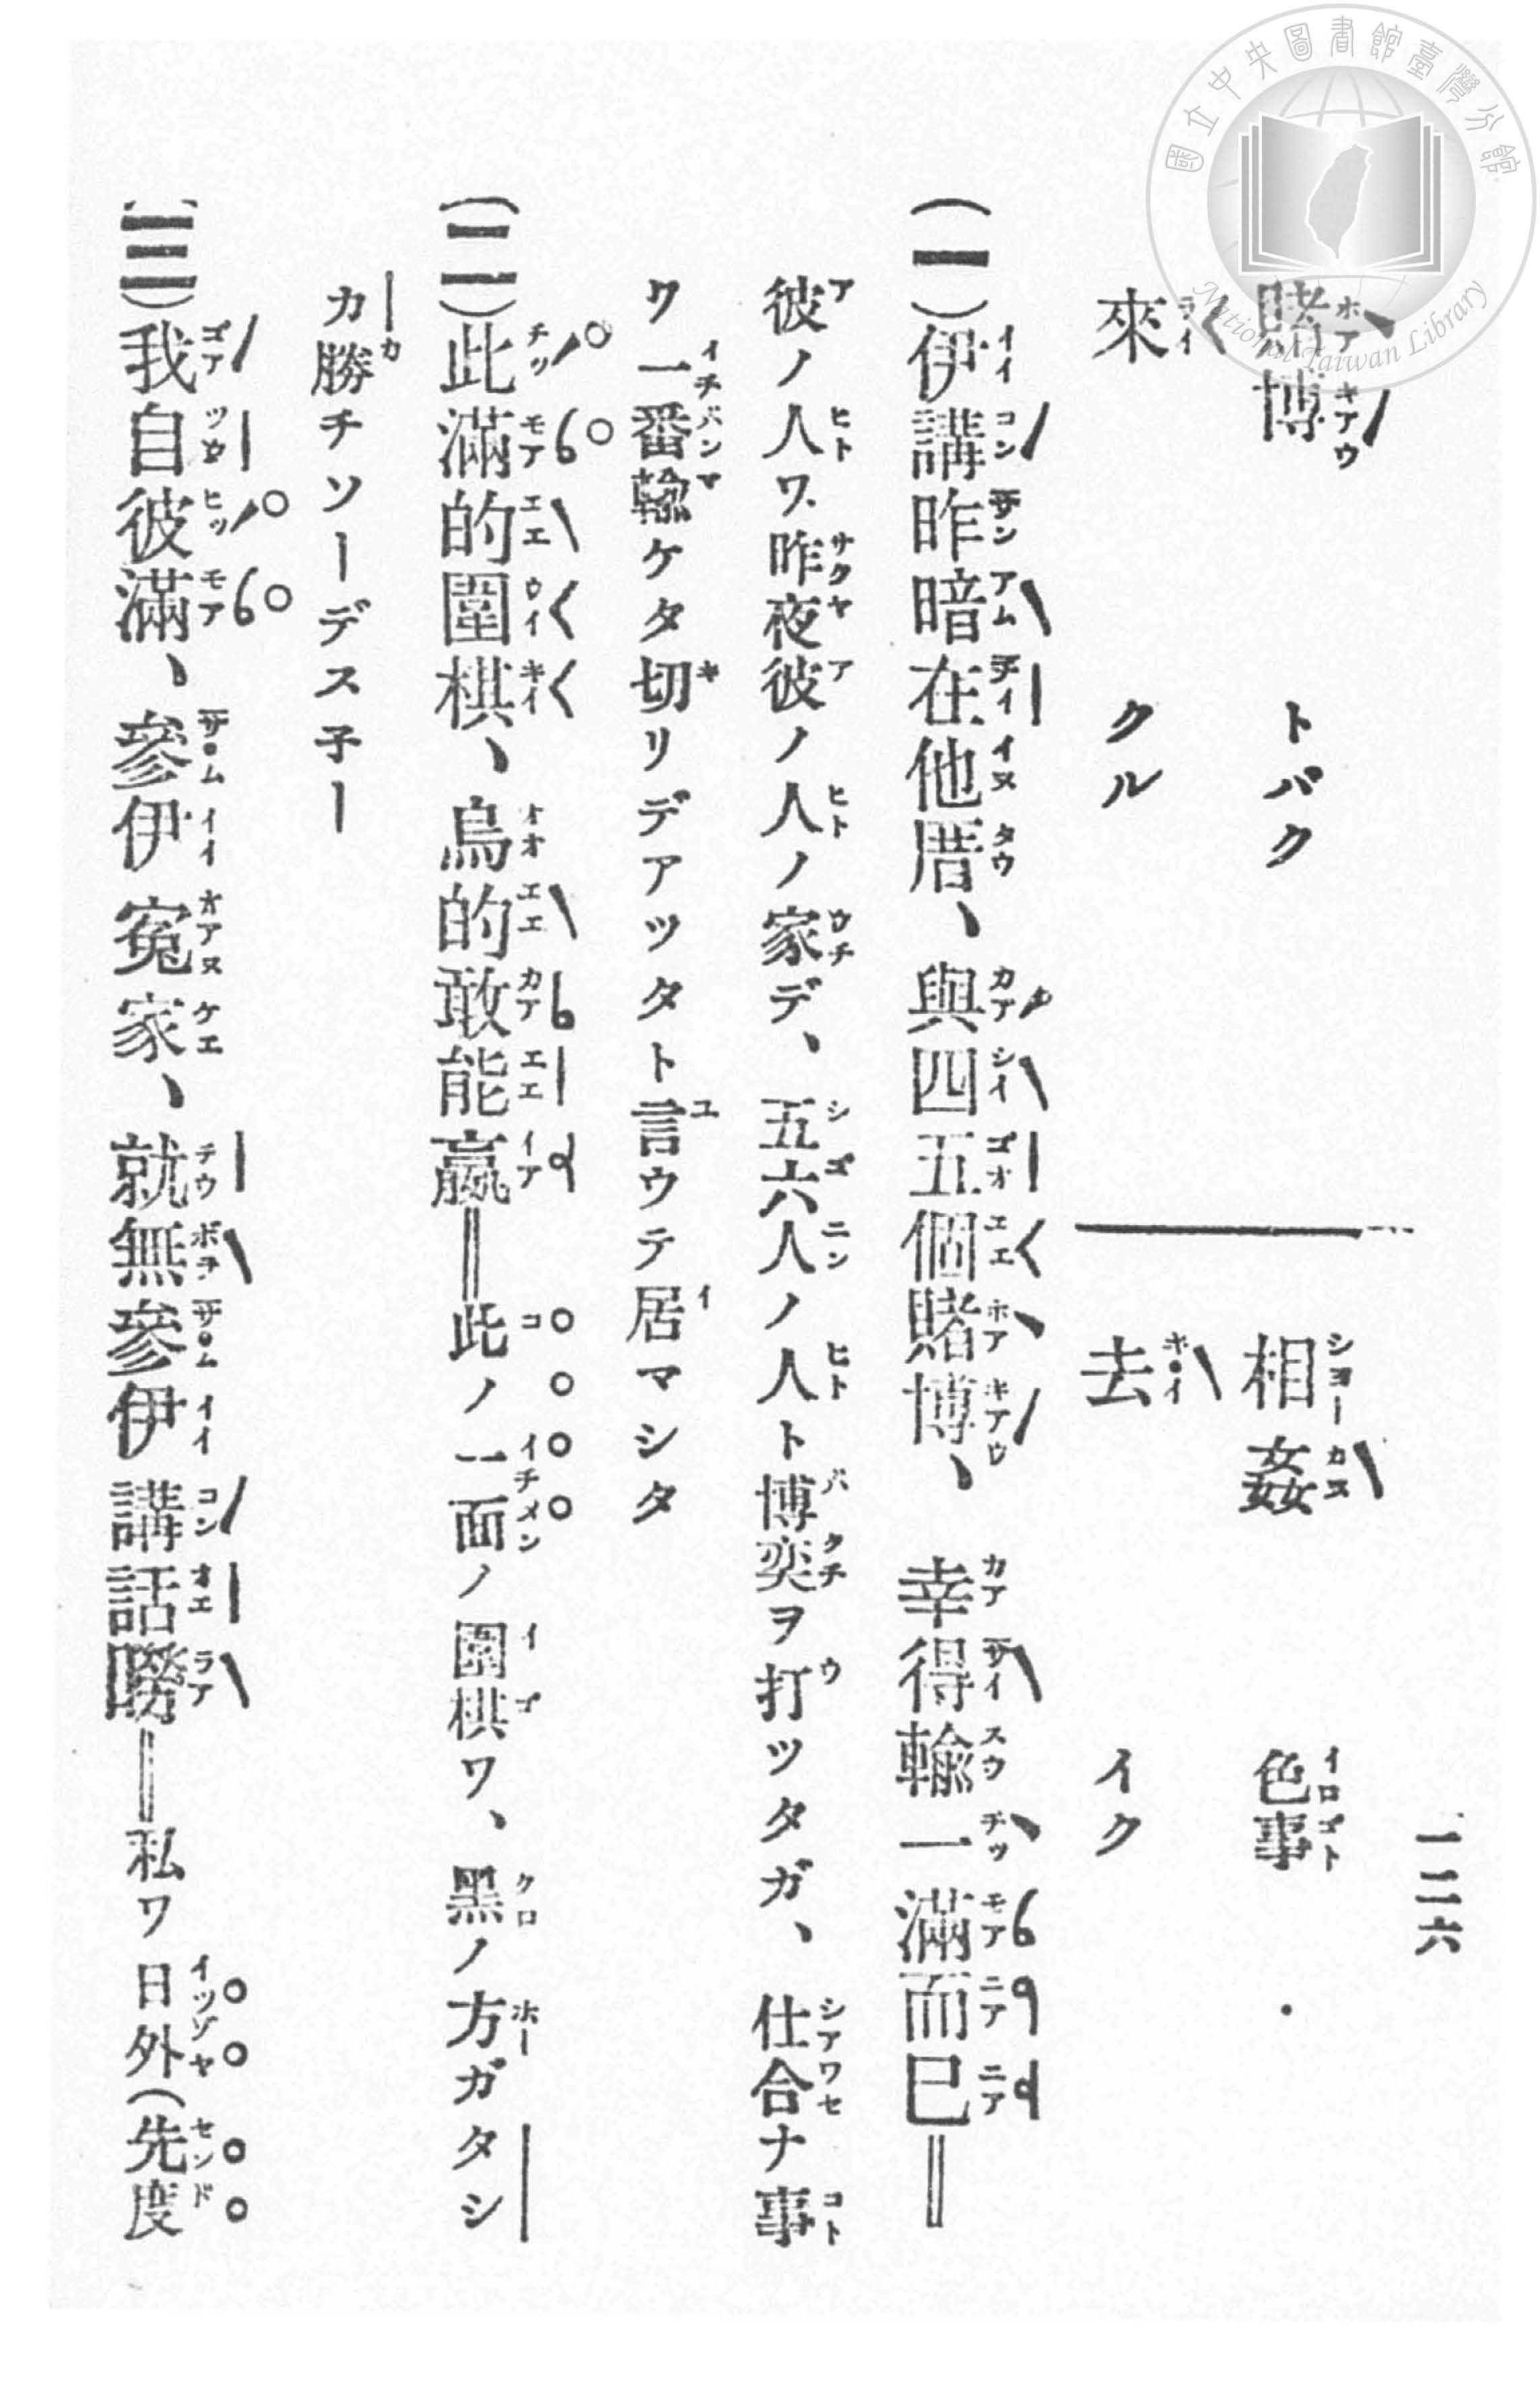 國立中央圖書館臺灣分館
National Taiwan Library
一二六
賭博 トバク 相姦 色事
來 クル 去 イク
(一)伊講昨暗在他厝、與四五個賭博、幸得輸一滿而已＝
彼ノ人ワ昨夜彼ノ人ノ家デ、五六人ノ人ト博奕ヲ打ッタガ、仕合ナ事
ワ一番輸ケタ切リデアッタト言ウテ居マシタ
(二)此滿的圍棋、烏的敢能贏＝此ノ一面ノ圍棋ワ、黑ノ方ガタシ
カ勝チソーデス子ー
(三)我自彼滿、參伊冤家、就無參伊講話嘮＝私ワ日外(先度